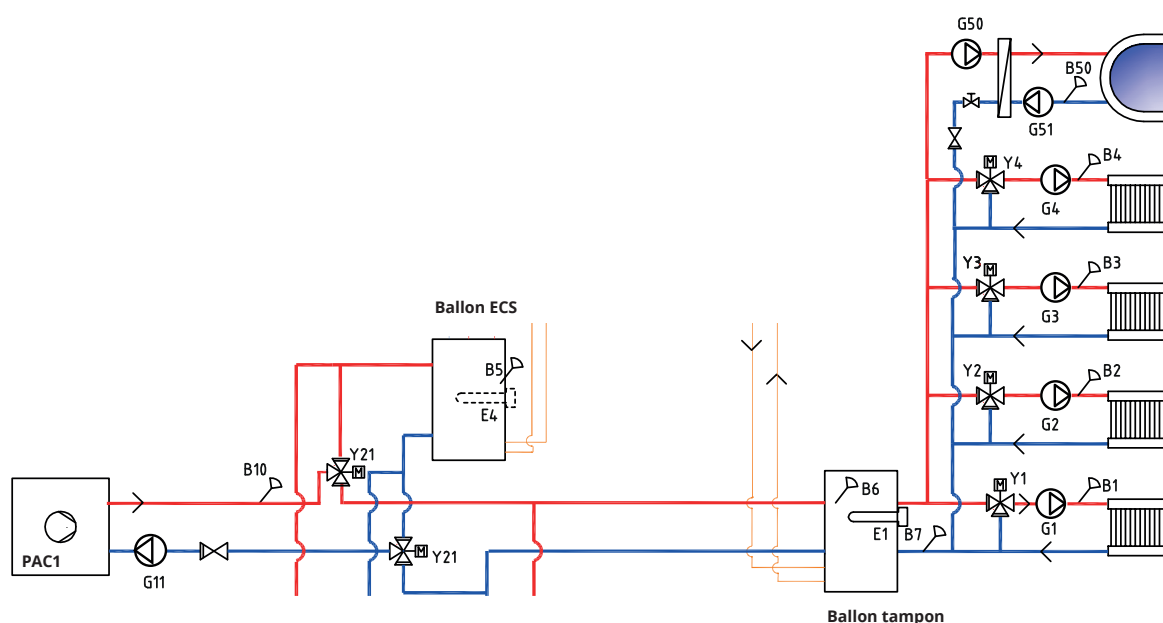 G50
B50
G51
B4
Y4
G4
Y3
B3
G3
Ballon ECS
B5
Y2
B2
E4
G2
Y21
B10
Y1
B6
B1
E1
B7
G1
PAC1
Y21
G11
Ballon tampon
M
M
M
M
M
M